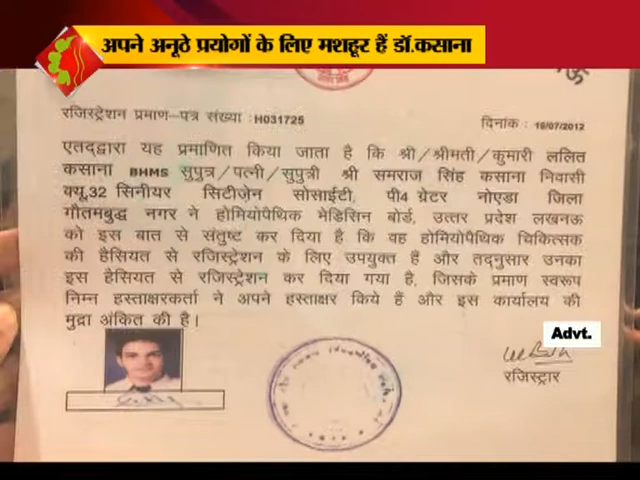 अपने अनूठे प्रयोगों के लिए मशहूर हैं डॉ.कसाना
रजिस्ट्रेशन प्रमाण-पत्र संख्या : H031725
दिनांक : 18/07/2012
एतद्द्वारा यह प्रमाणित किया जाता है कि श्री/श्रीमती/कुमारी ललित
कसाना BHMS सुपुत्र/पत्नी/सुपुत्री श्री समराज सिंह कसाना निवासी
क्यू.32 सिनीयर सिटीज़ेन सोसाईटी, पी4 ग्रेटर नोएडा जिला
गौतमबुद्ध नगर ने होमियोपैथिक मेडिसिन बोर्ड, उत्तर प्रदेश लखनऊ
को इस बात से संतुष्ट कर दिया है कि वह होमियोपैथिक चिकित्सक
की हैसियत से रजिस्ट्रेशन के लिए उपयुक्त हैं और तद्नुसार उनका
इस हैसियत से रजिस्ट्रेशन कर दिया गया है, जिसके प्रमाण स्वरूप
निम्न हस्ताक्षरकर्ता ने अपने हस्ताक्षर किये हैं और इस कार्यालय की
मुद्रा अंकित की है।
Advt.
रजिस्ट्रार